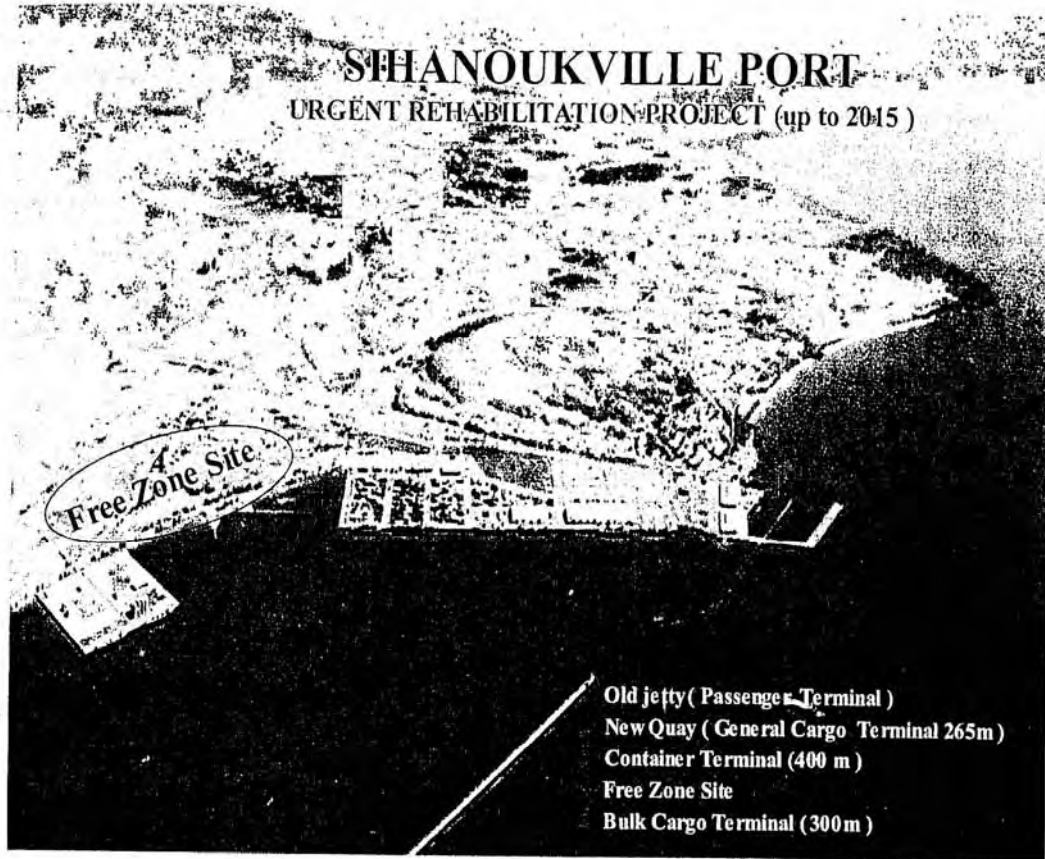 SIHANOUKVILLE PORT
URGENT REHABILITATION PROJECT (up to 2015 )
Free Zone Site
Old jetty ( Passenger Terminal )
New Quay ( General Cargo Terminal 265m )
Container Terminal (400 m )
Free Zone Site
Bulk Cargo Terminal (300m )